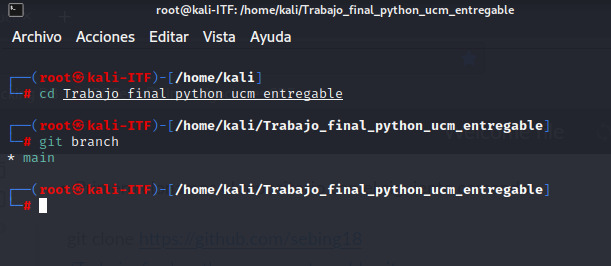 root@kali-ITF: /home/kali/Trabajo_final_python_ucm_entregable
Archivo Acciones Editar Vista Ayuda
┌──(root㉿kali-ITF)-[/home/kali]
└─# cd Trabajo_final_python_ucm_entregable
┌──(root㉿kali-ITF)-[/home/kali/Trabajo_final_python_ucm_entregable]
└─# git branch
* main
┌──(root㉿kali-ITF)-[/home/kali/Trabajo_final_python_ucm_entregable]
└─#
git clone https://github.com/sebing18